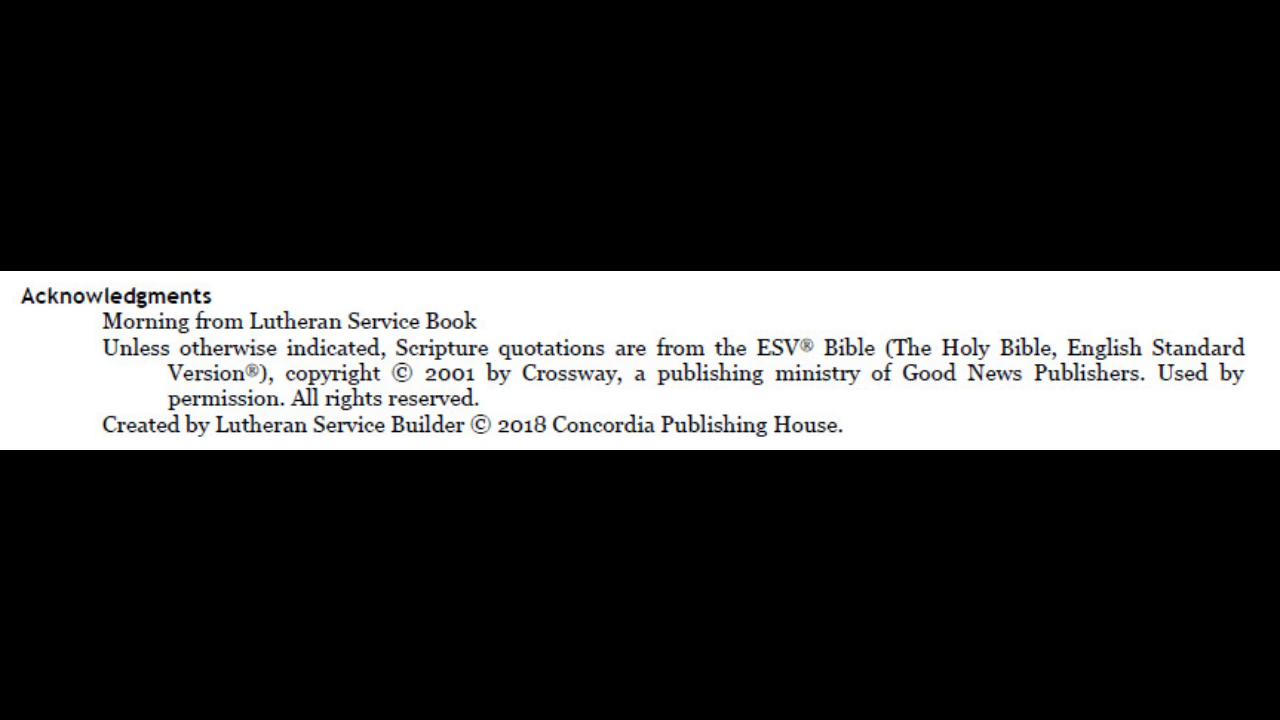 Acknowledgments
Morning from Lutheran Service Book
Unless otherwise indicated, Scripture quotations are from the ESV® Bible (The Holy Bible, English Standard
Version®), copyright © 2001 by Crossway, a publishing ministry of Good News Publishers. Used by
permission. All rights reserved.
Created by Lutheran Service Builder © 2018 Concordia Publishing House.